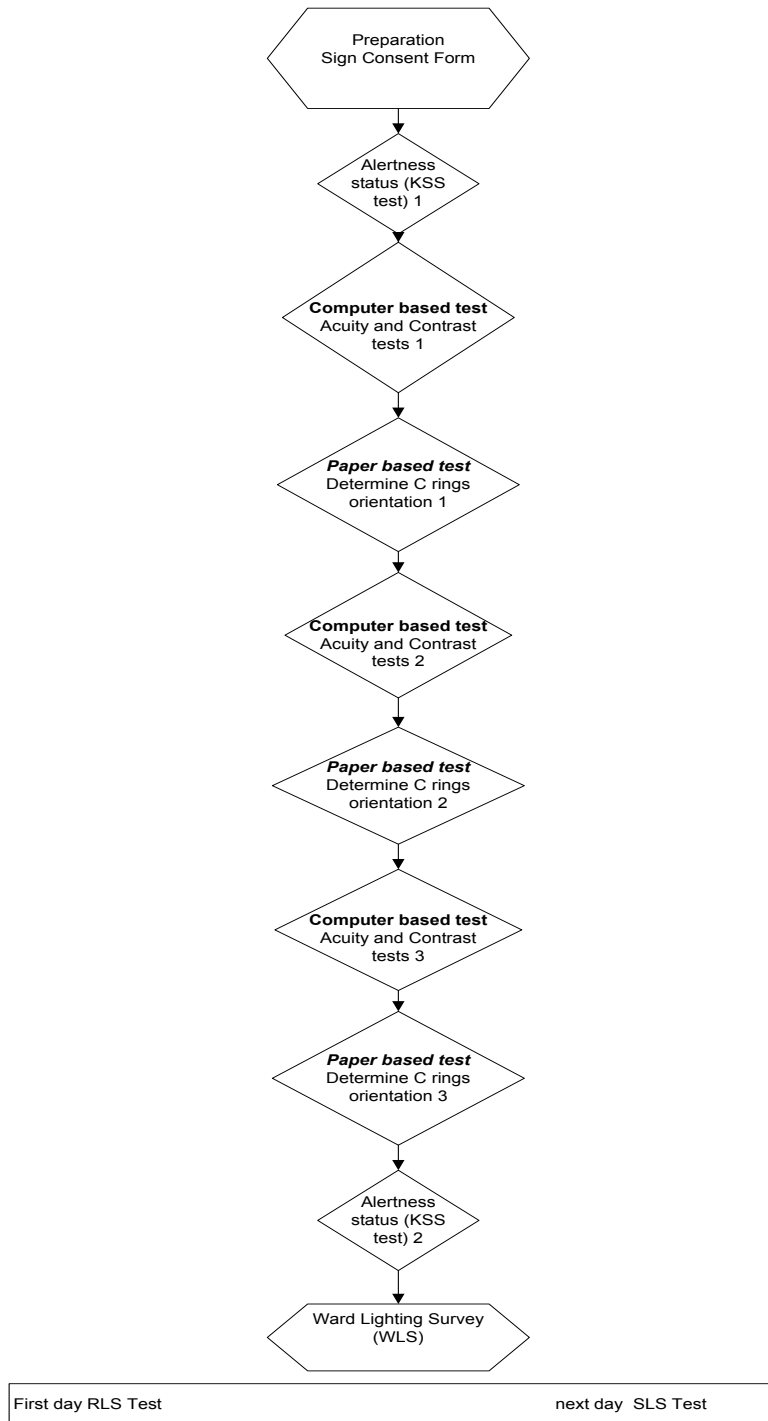 Preparation
Sign Consent Form
Alertness
status (KSS
test) 1
Computer based test
Acuity and Contrast
tests 1
Paper based test
Determine C rings
orientation 1
Computer based test
Acuity and Contrast
tests 2
Paper based test
Determine C rings
orientation 2
Computer based test
Acuity and Contrast
tests 3
Paper based test
Determine C rings
orientation 3
Alertness
status (KSS
test) 2
Ward Lighting Survey
(WLS)
First day RLS Test next day SLS Test